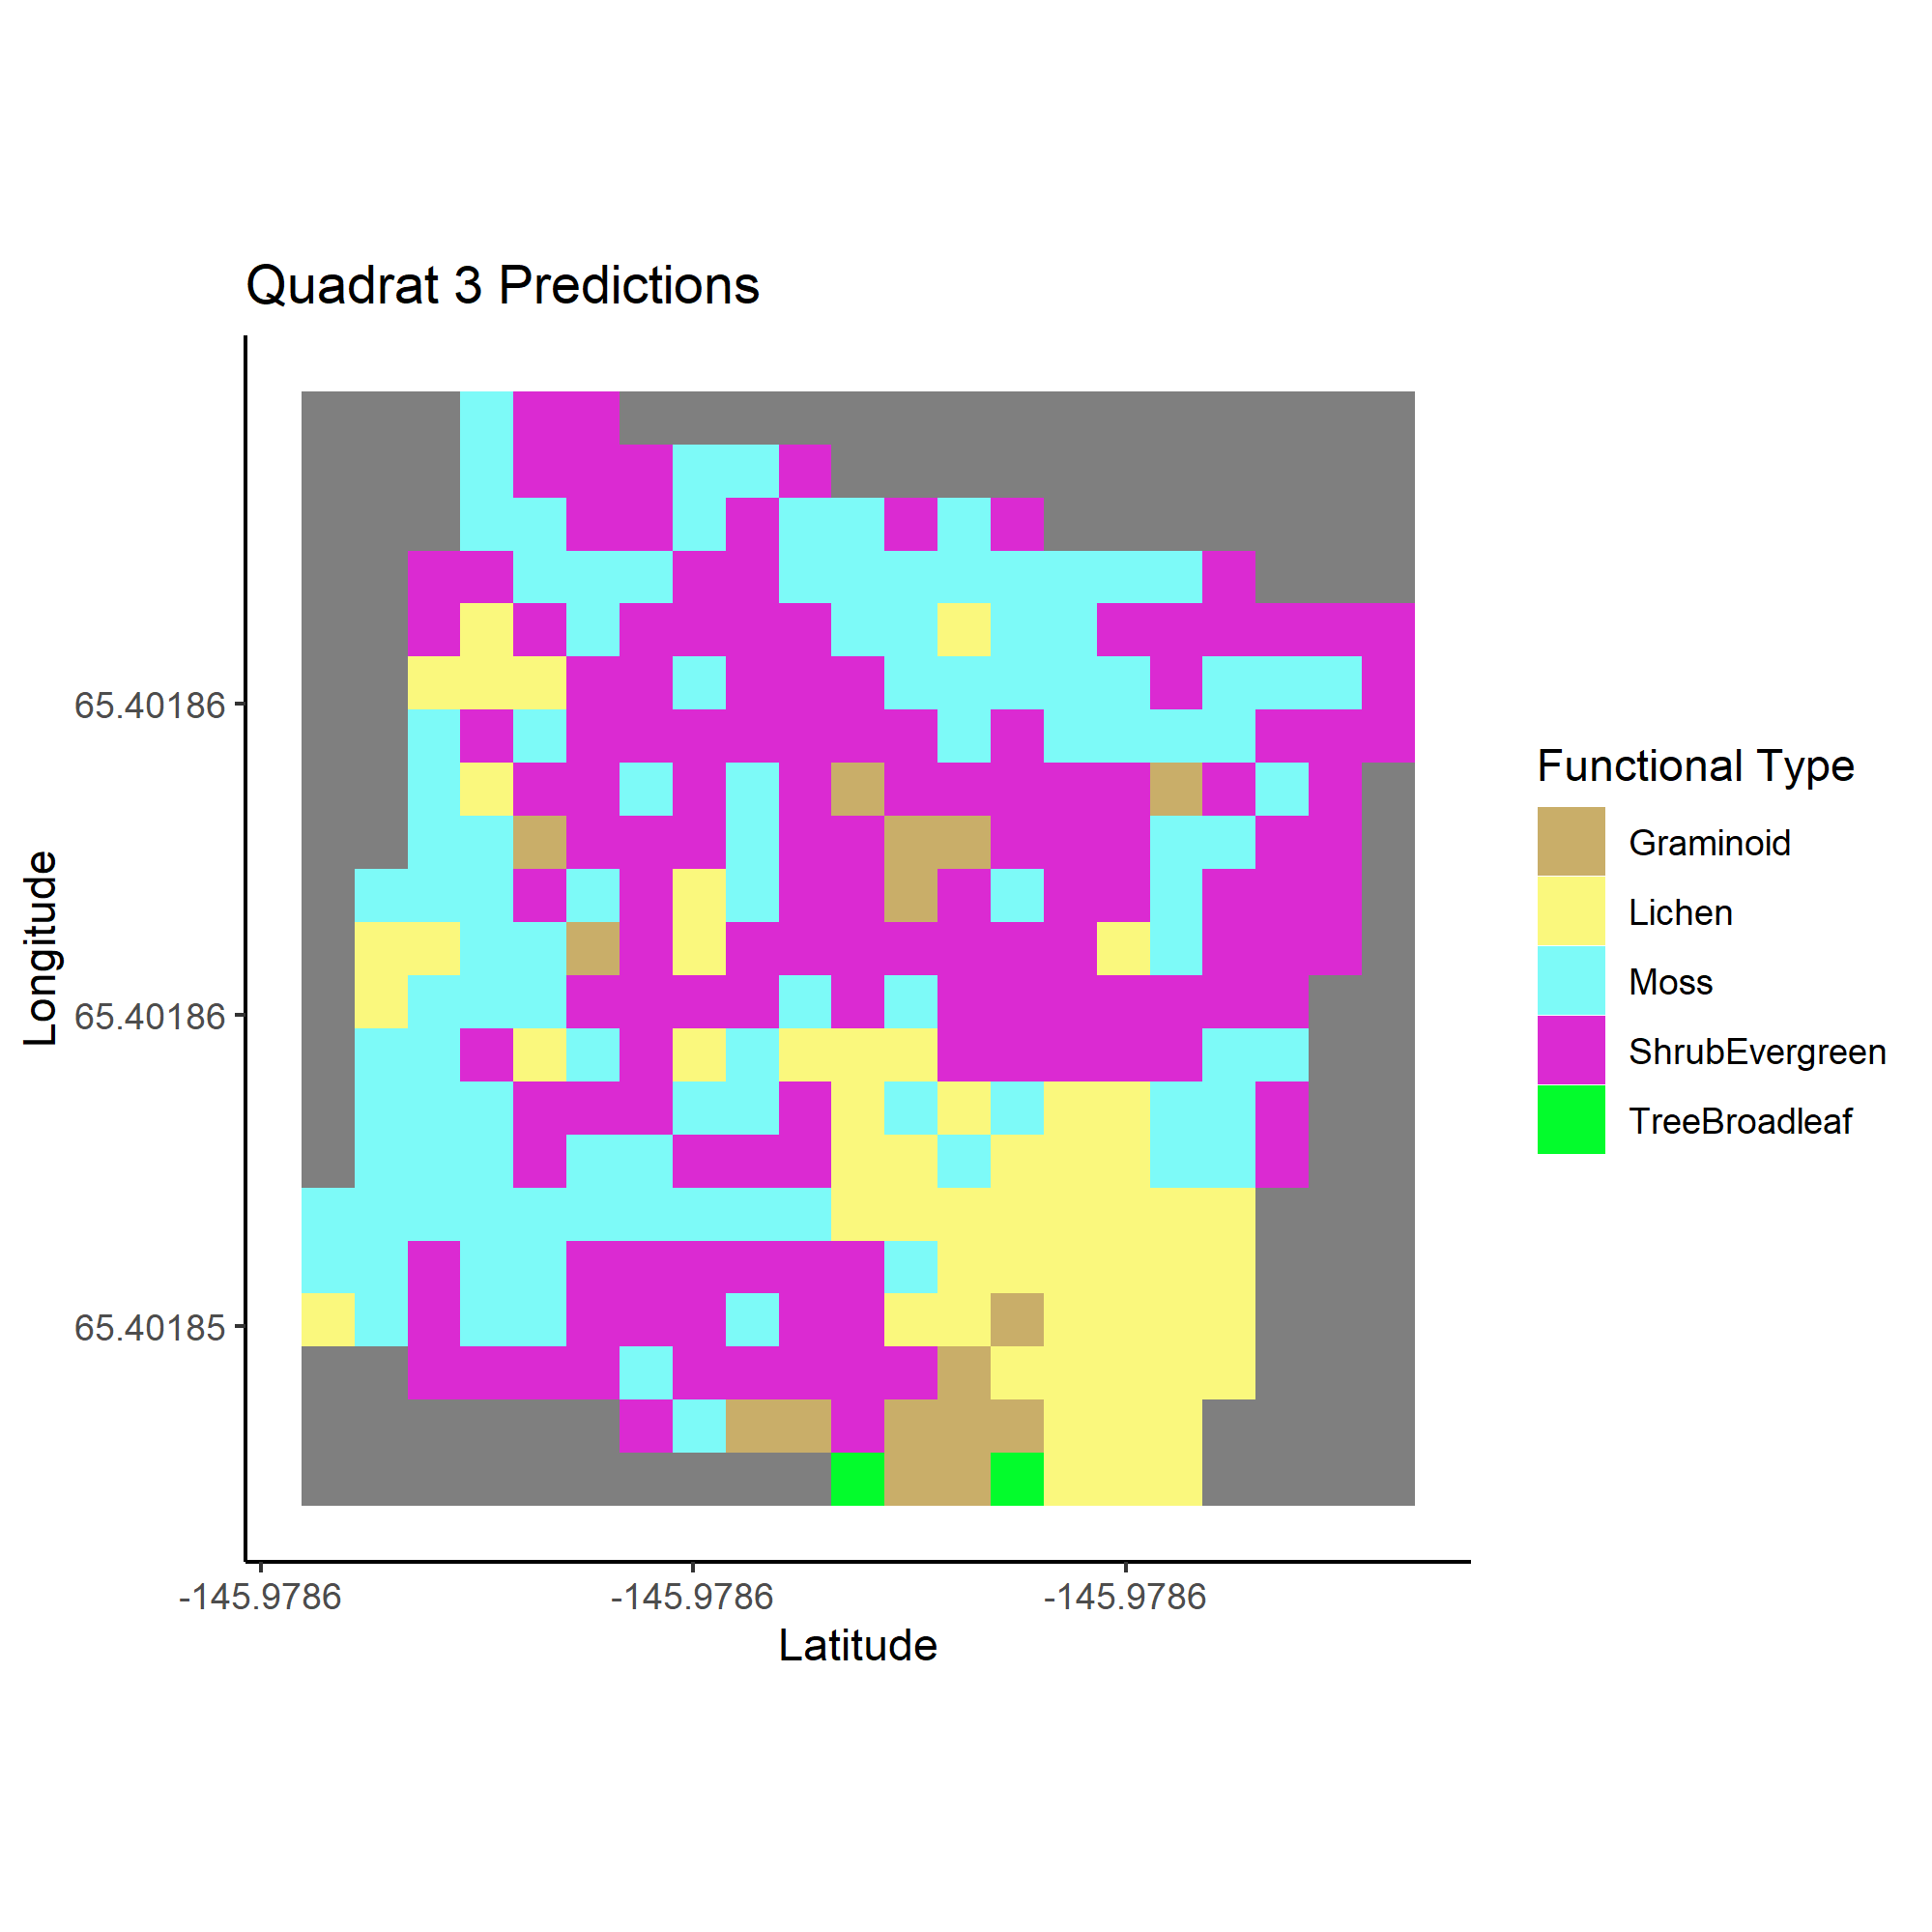 Quadrat 3 Predictions
Longitude
65.40186
65.40186
65.40185
-145.9786 -145.9786 -145.9786
Latitude
Functional Type
Graminoid
Lichen
Moss
ShrubEvergreen
TreeBroadleaf